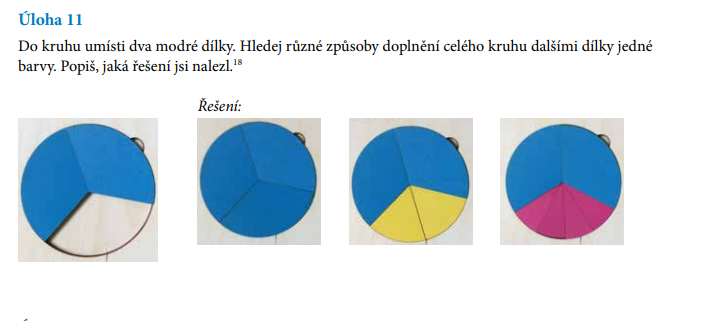 Úloha 11
Do kruhu umísti dva modré dílky. Hledej různé způsoby doplnění celého kruhu dalšími dílky jedné
barvy. Popiš, jaká řešení jsi nalezl.¹⁸
Řešení: